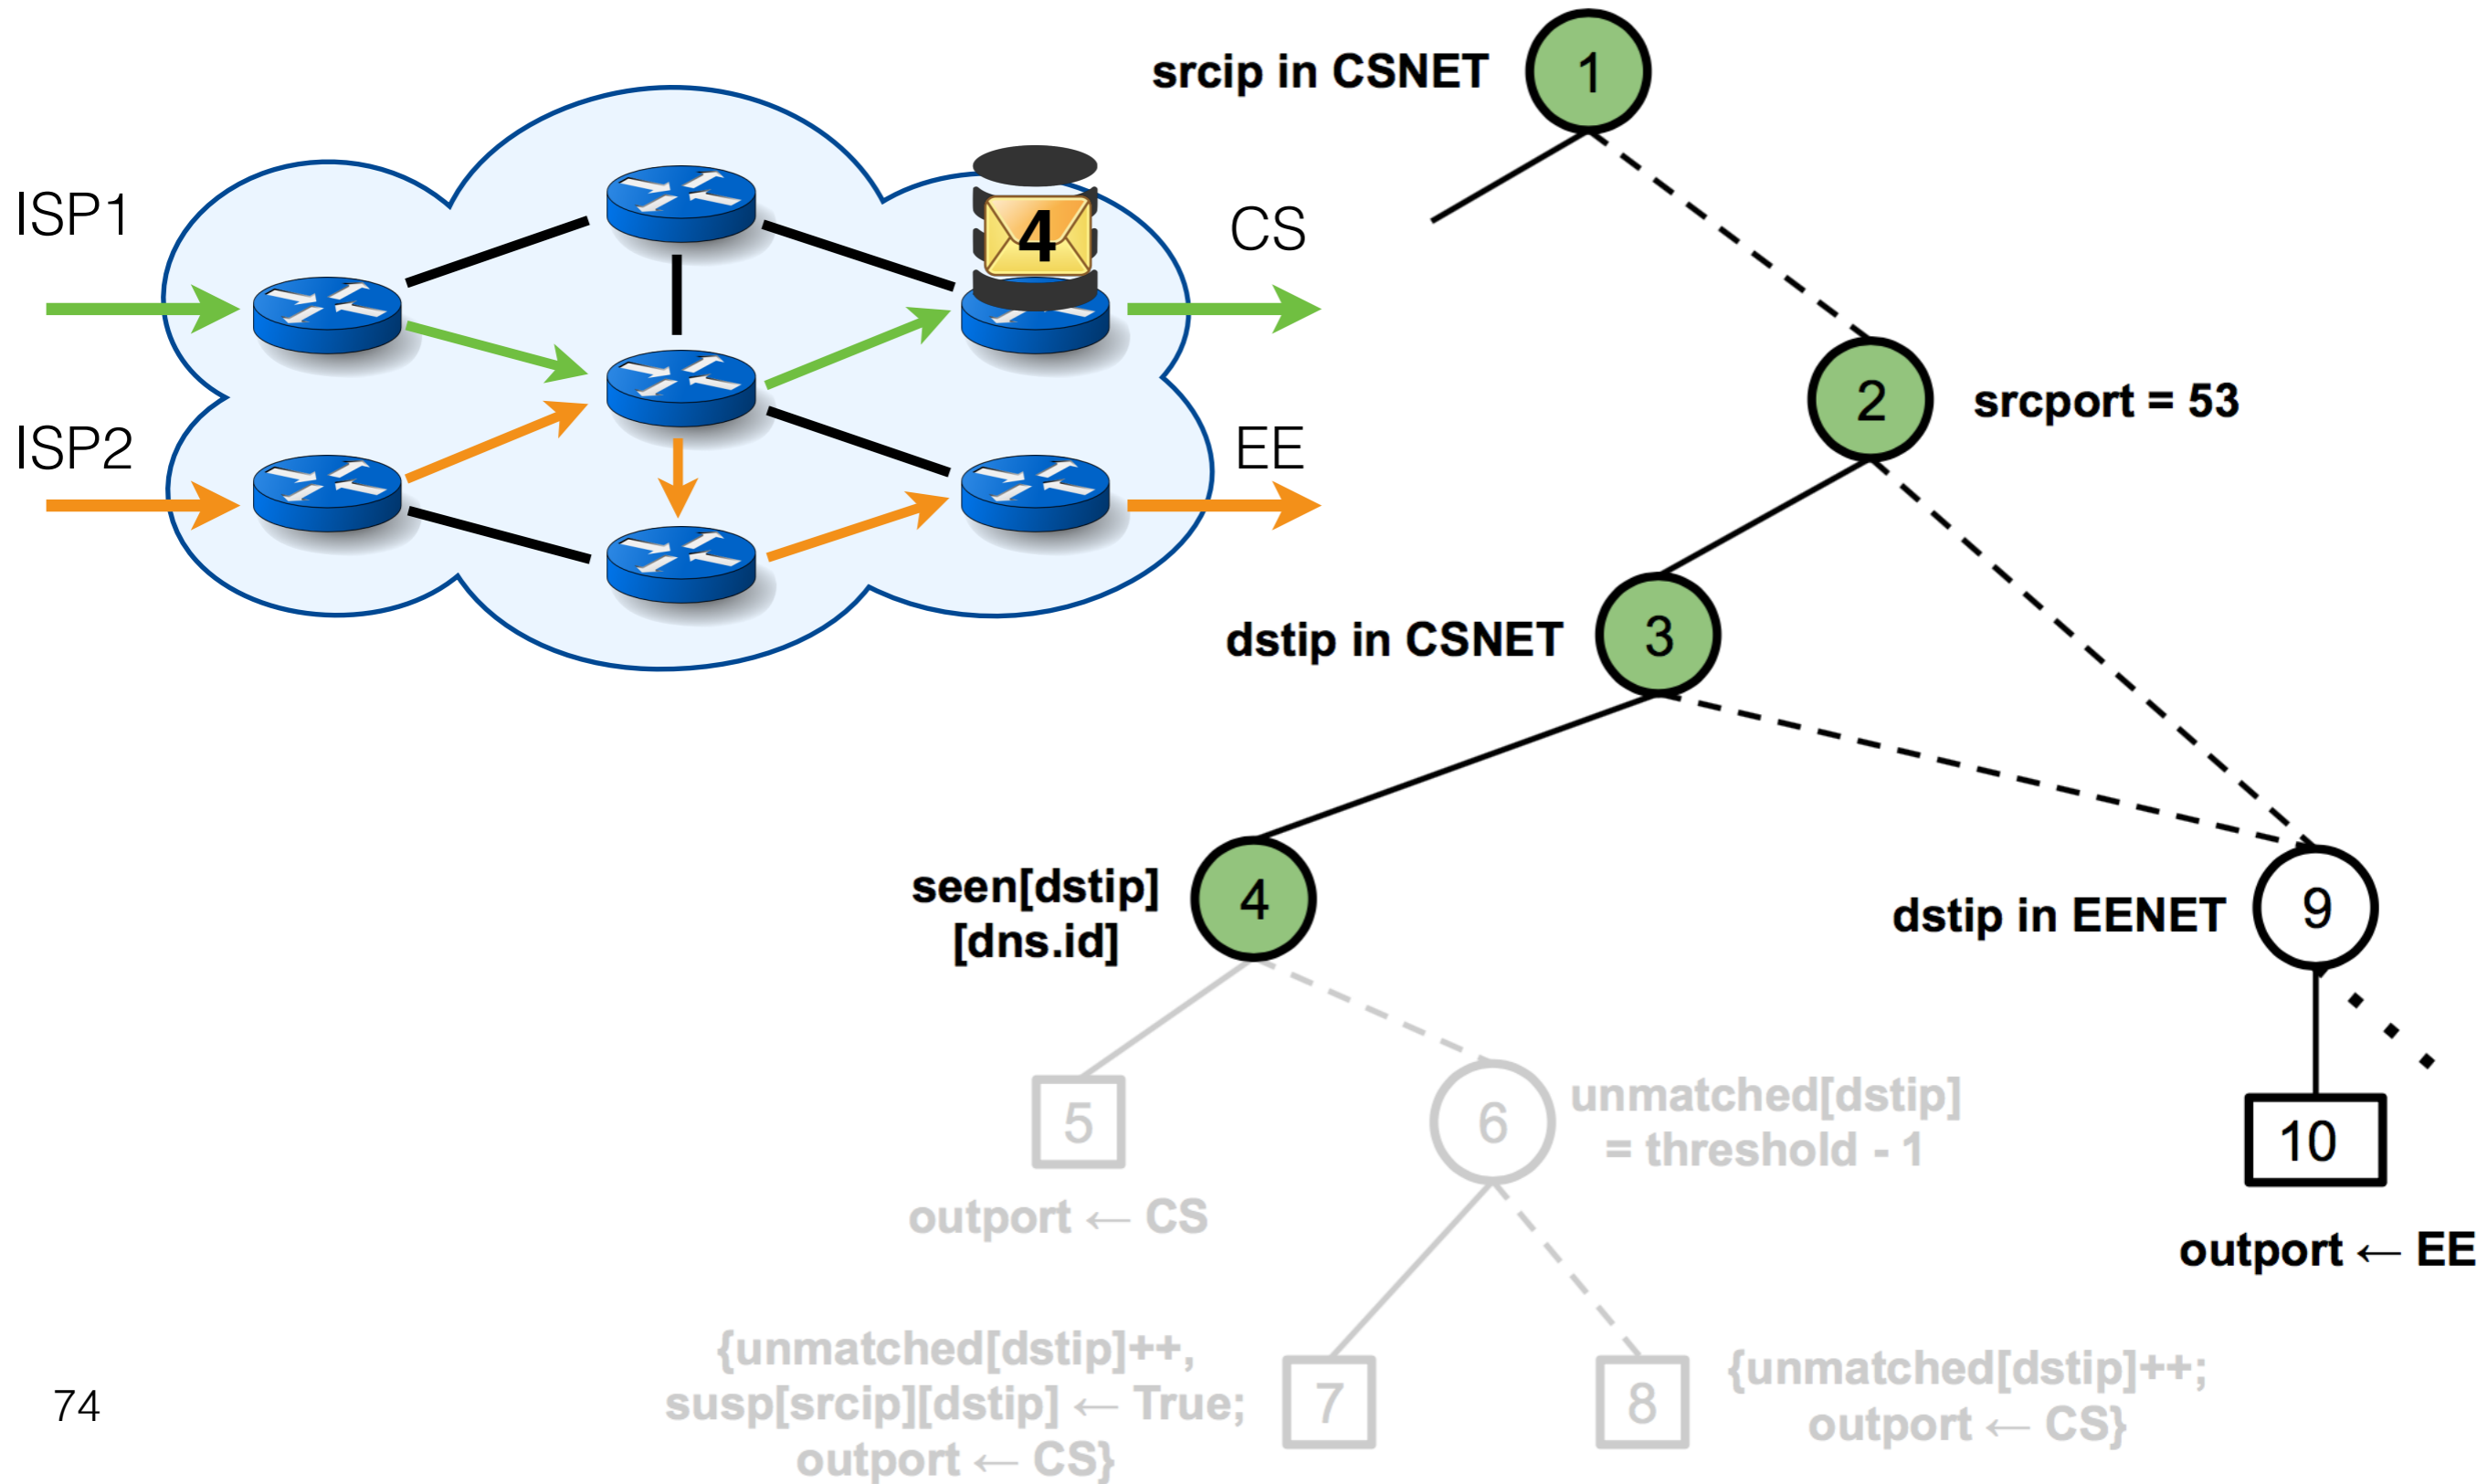 srcip in CSNET
1
ISP1
4
CS
2
srcport = 53
ISP2
EE
dstip in CSNET
3
seen[dstip]
[dns.id]
4
dstip in EENET
9
5
6
unmatched[dstip]
= threshold - 1
10
outport ← CS
outport ← EE
{unmatched[dstip]++,
susp[srcip][dstip] ← True;
outport ← CS}
7
8
{unmatched[dstip]++;
outport ← CS}
74